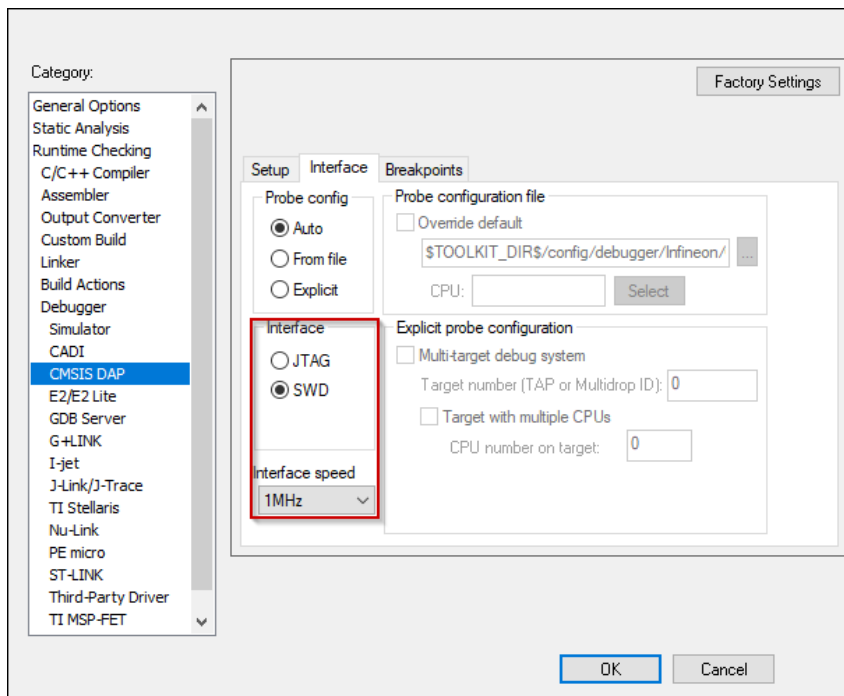 Category:
General Options
Static Analysis
Runtime Checking
C/C++ Compiler
Assembler
Output Converter
Custom Build
Linker
Build Actions
Debugger
Simulator
CADI
CMSIS DAP
E2/E2 Lite
GDB Server
G+LINK
I-jet
J-Link/J-Trace
TI Stellaris
Nu-Link
PE micro
ST-LINK
Third-Party Driver
TI MSP-FET
Factory Settings
Setup Interface Breakpoints
Probe config
Auto
From file
Explicit
Probe configuration file
Override default
$TOOLKIT_DIR$/config/debugger/Infineon/ ...
CPU: Select
Interface
JTAG
SWD
Interface speed
1MHz
Explicit probe configuration
Multi-target debug system
Target number (TAP or Multidrop ID): 0
Target with multiple CPUs
CPU number on target: 0
OK Cancel